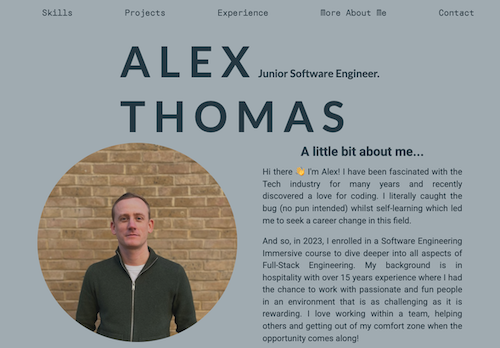 Skills Projects Experience More About Me Contact
ALEX Junior Software Engineer.
THOMAS
A little bit about me...
Hi there 👋 I'm Alex! I have been fascinated with the
Tech industry for many years and recently
discovered a love for coding. I literally caught the
bug (no pun intended) whilst self-learning which led
me to seek a career change in this field.
And so, in 2023, I enrolled in a Software Engineering
Immersive course to dive deeper into all aspects of
Full-Stack Engineering. My background is in
hospitality with over 15 years experience where I had
the chance to work with passionate and fun people
in an environment that is as challenging as it is
rewarding. I love working within a team, helping
others and getting out of my comfort zone when the
opportunity comes along!